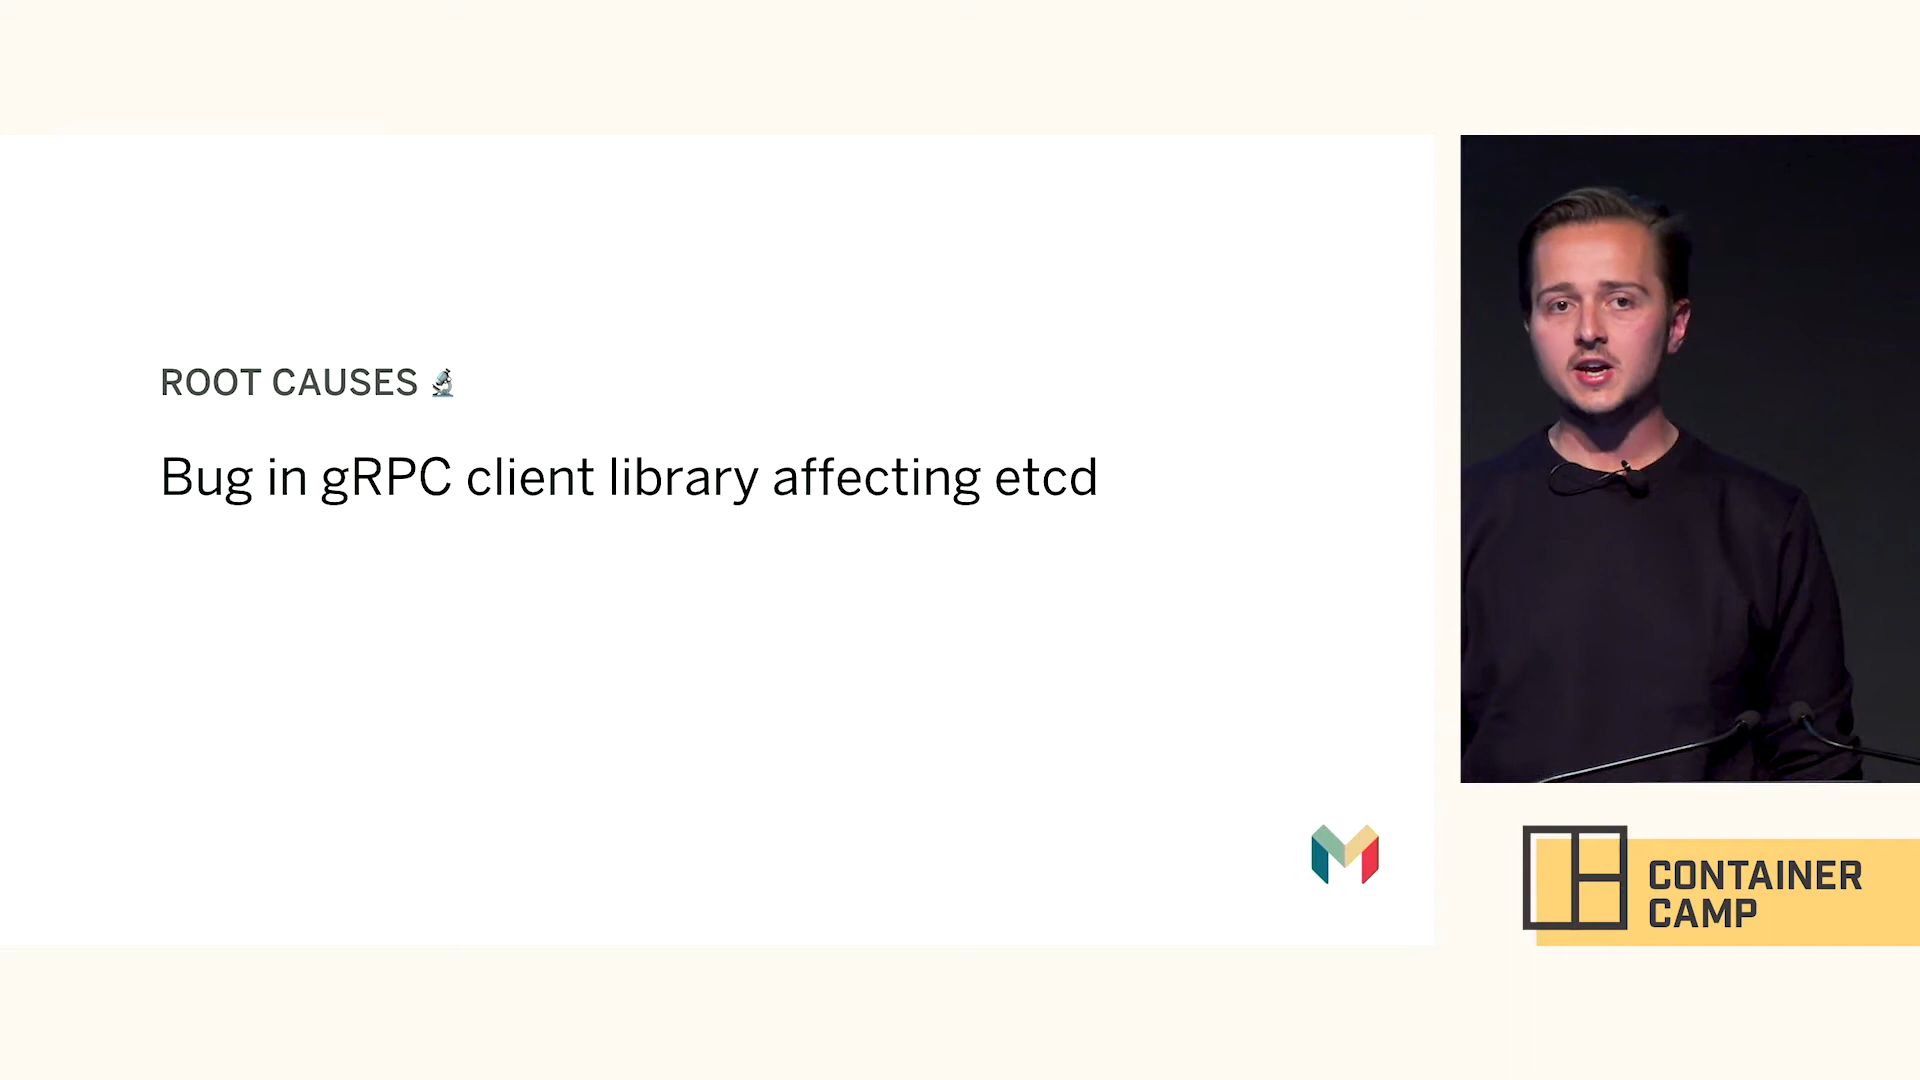 ROOT CAUSES 🔬
Bug in gRPC client library affecting etcd
CONTAINER
CAMP